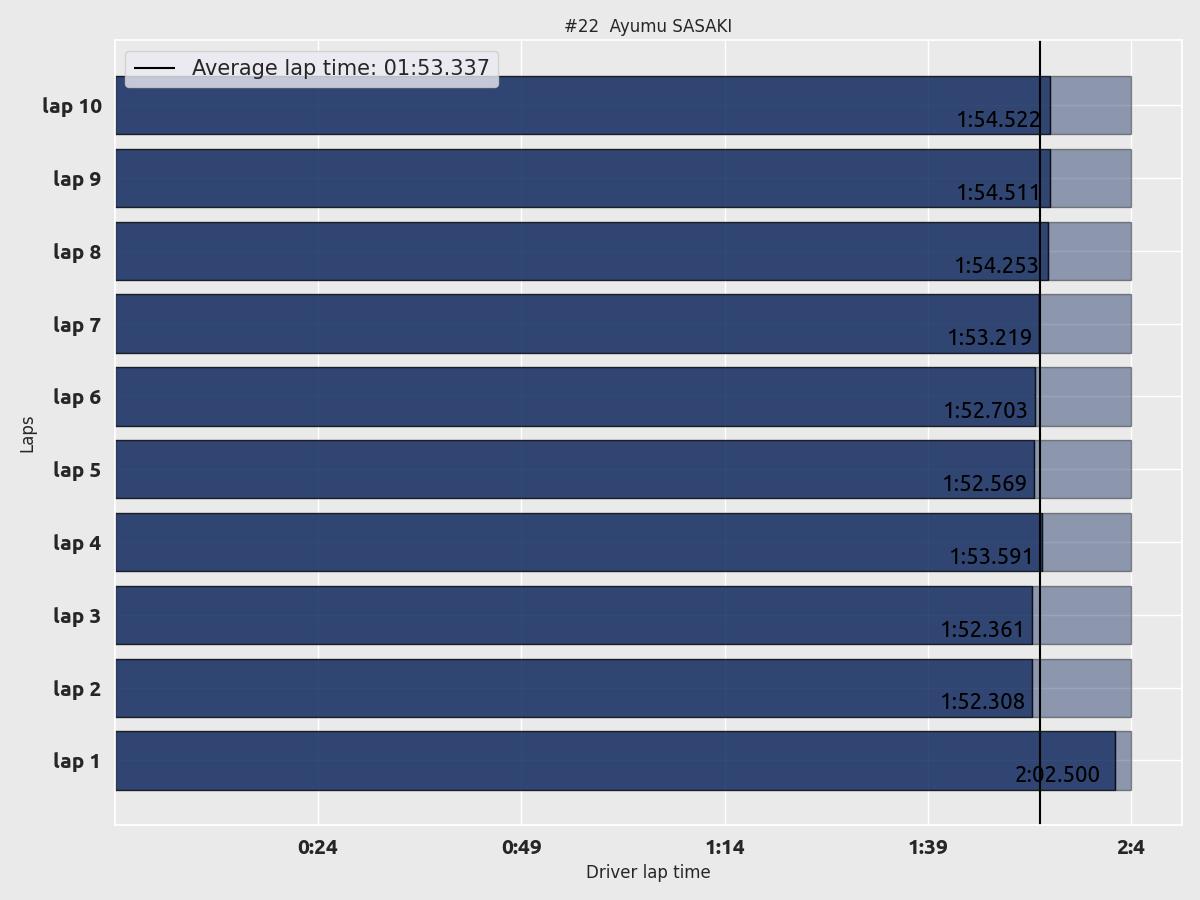 #22  Ayumu SASAKI
Average lap time: 01:53.337
lap 10
1:54.522
lap 9
1:54.511
lap 8
1:54.253
lap 7
1:53.219
lap 6
1:52.703
lap 5
1:52.569
lap 4
1:53.591
lap 3
1:52.361
lap 2
1:52.308
lap 1
2:02.500
Laps
0:24 0:49 1:14 1:39 2:4
Driver lap time